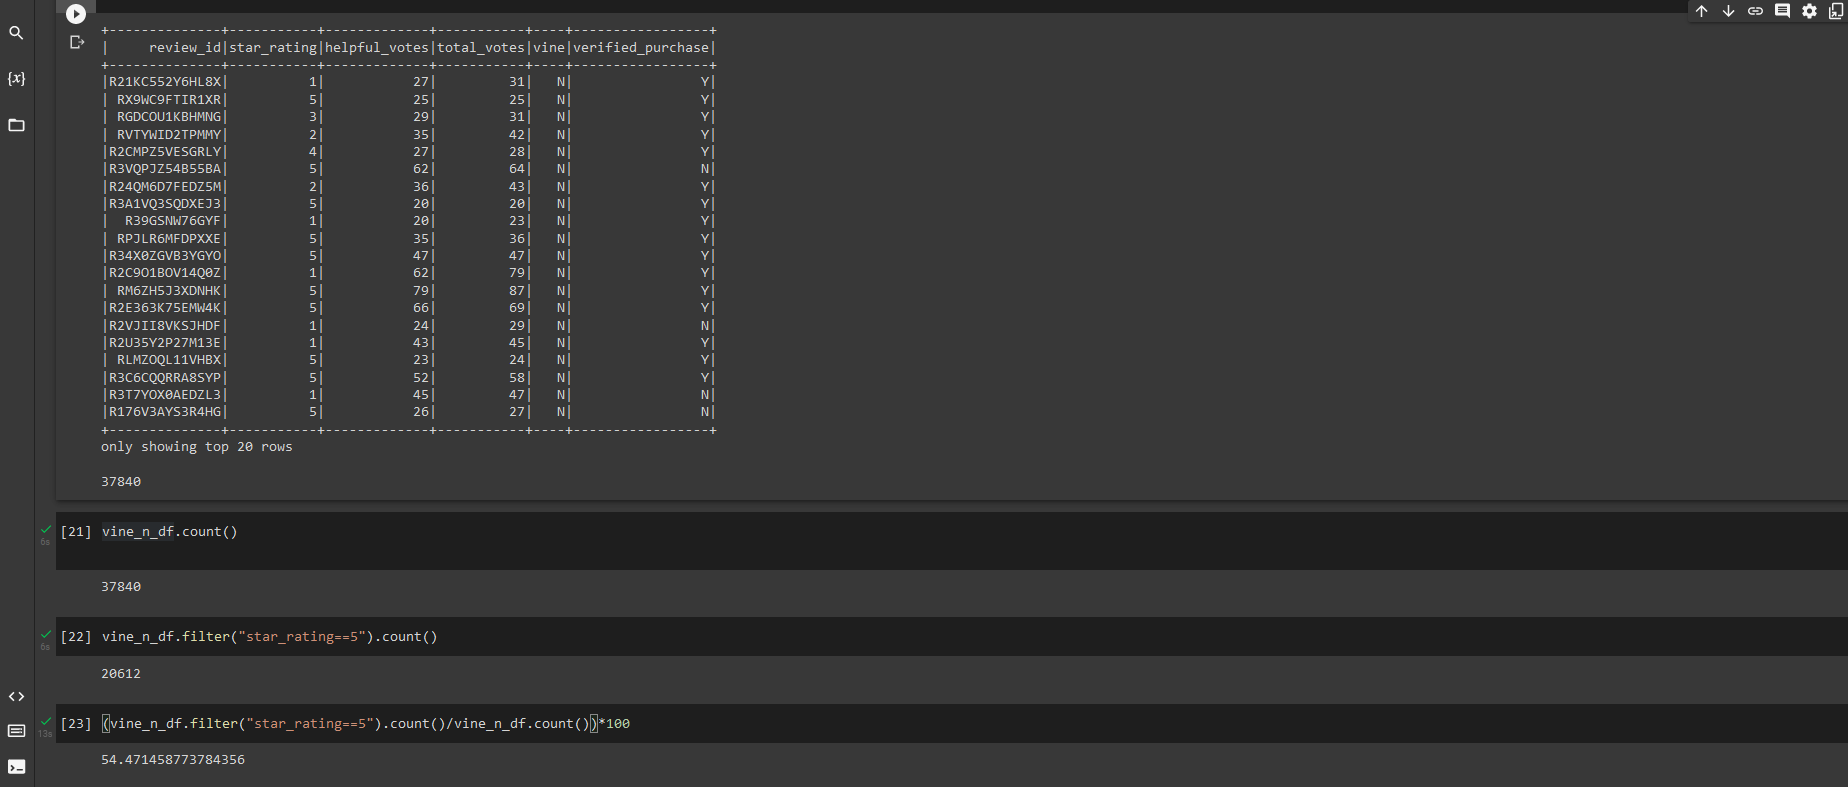 +--------------+-----------+-------------+-----------+----+-----------------+
|     review_id|star_rating|helpful_votes|total_votes|vine|verified_purchase|
+--------------+-----------+-------------+-----------+----+-----------------+
|R21KC552Y6HL8X|          1|           27|         31|   N|                Y|
| RX9WC9FTIR1XR|          5|           25|         25|   N|                Y|
| RGDCOU1KBHMNG|          3|           29|         31|   N|                Y|
| RVTYWID2TPMMY|          2|           35|         42|   N|                Y|
|R2CMPZ5VESGRLY|          4|           27|         28|   N|                Y|
|R3VQPJZ54B55BA|          5|           62|         64|   N|                N|
|R24QM6D7FEDZ5M|          2|           36|         43|   N|                Y|
|R3A1VQ3SQDXEJ3|          5|           20|         20|   N|                Y|
|  R39GSNW76GYF|          1|           20|         23|   N|                Y|
| RPJLR6MFDPXXE|          5|           35|         36|   N|                Y|
|R34X0ZGVB3YGYO|          5|           47|         47|   N|                Y|
|R2C9O1BOV14Q0Z|          1|           62|         79|   N|                Y|
| RM6ZH5J3XDNHK|          5|           79|         87|   N|                Y|
|R2E363K75EMW4K|          5|           66|         69|   N|                Y|
|R2VJII8VKSJHDF|          1|           24|         29|   N|                N|
|R2U35Y2P27M13E|          1|           43|         45|   N|                Y|
| RLMZOQL11VHBX|          5|           23|         24|   N|                Y|
|R3C6CQQRRA8SYP|          5|           52|         58|   N|                Y|
|R3T7YOX0AEDZL3|          1|           45|         47|   N|                N|
|R176V3AYS3R4HG|          5|           26|         27|   N|                N|
+--------------+-----------+-------------+-----------+----+-----------------+
only showing top 20 rows
37840
[21] vine_n_df.count()
6s
37840
[22] vine_n_df.filter("star_rating==5").count()
6s
20612
[23] (vine_n_df.filter("star_rating==5").count()/vine_n_df.count())*100
13s
54.471458773784356